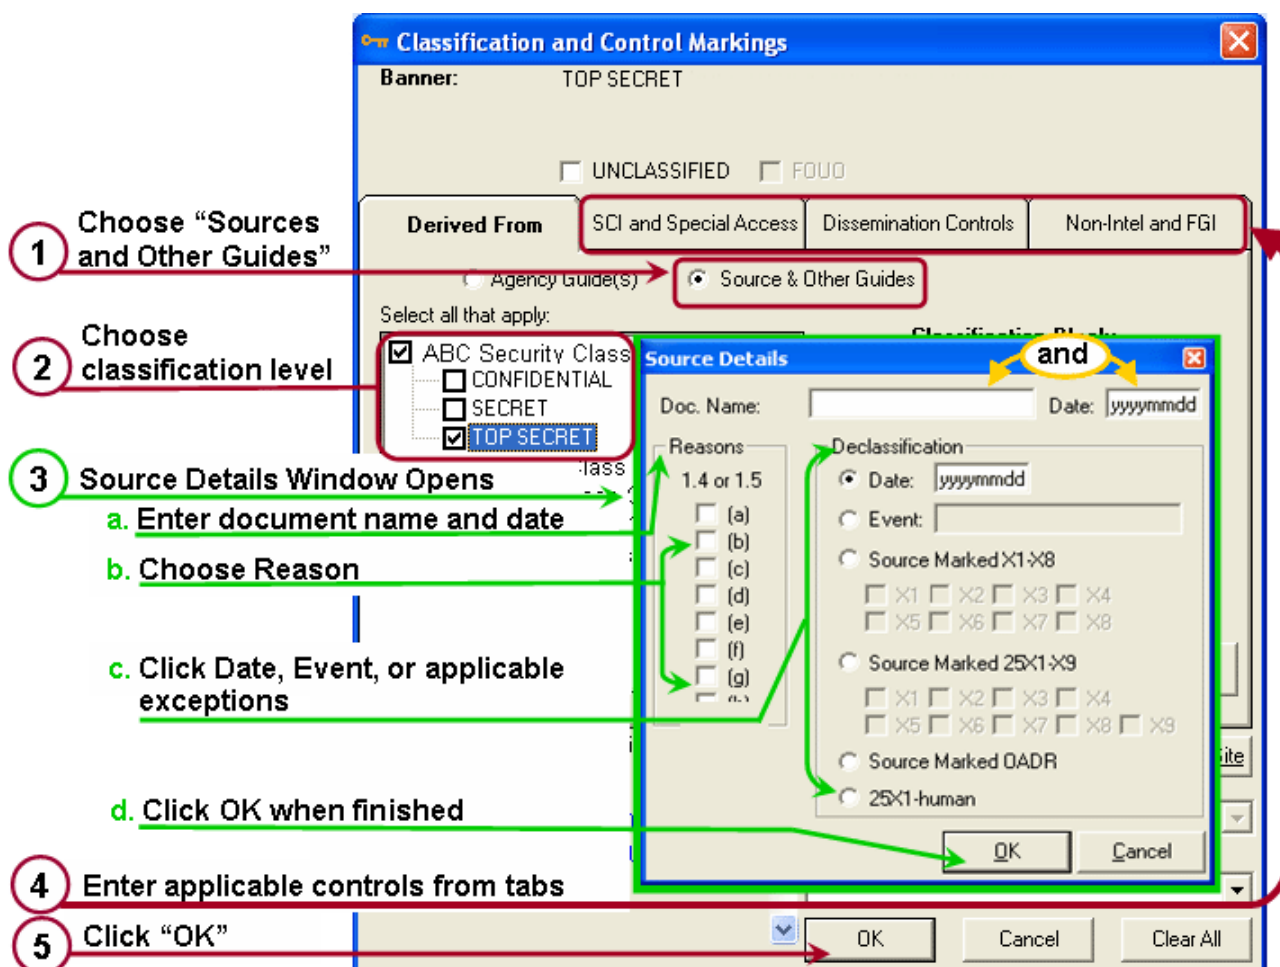 Classification and Control Markings
Banner: TOP SECRET
UNCLASSIFIED FOUO
Derived From SCI and Special Access Dissemination Controls Non-Intel and FGI
1 Choose “Sources
and Other Guides”
Agency Guide(s) Source & Other Guides
Select all that apply:
2 Choose
classification level
ABC Security Class
CONFIDENTIAL
SECRET
TOP SECRET
Source Details
and
Doc. Name: Date: yyyymmdd
Reasons
1.4 or 1.5
(a)
(b)
(c)
(d)
(e)
(f)
(g)
Declassification
Date: yyyymmdd
Event:
Source Marked X1-X8
X1 X2 X3 X4
X5 X6 X7 X8
Source Marked 25X1-X9
X1 X2 X3 X4
X5 X6 X7 X8 X9
Source Marked OADR
25X1-human
OK Cancel
3 Source Details Window Opens
a. Enter document name and date
b. Choose Reason
c. Click Date, Event, or applicable
exceptions
d. Click OK when finished
4 Enter applicable controls from tabs
5 Click “OK”
OK Cancel Clear All